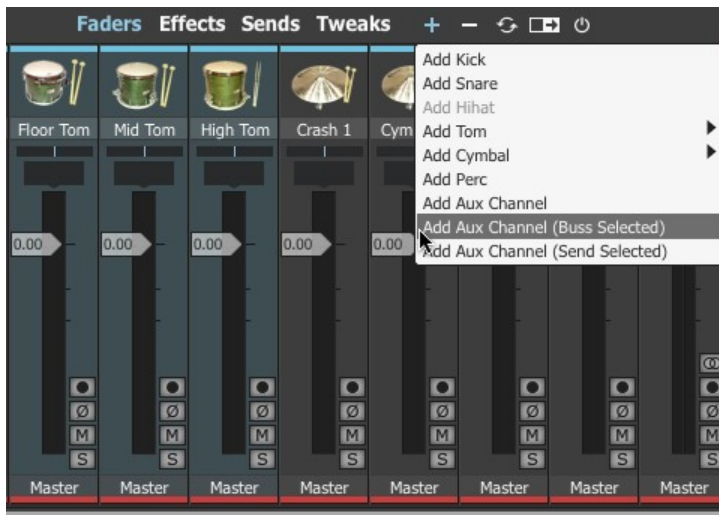 Faders Effects Sends Tweaks
Add Kick
Add Snare
Add Hihat
Add Tom
Add Cymbal
Add Perc
Add Aux Channel
Add Aux Channel (Buss Selected)
Add Aux Channel (Send Selected)
Floor Tom Mid Tom High Tom Crash 1 Cym
0.00 0.00 0.00 0.00 0.00
Ø Ø Ø Ø Ø Ø Ø Ø
M M M M M M M M
S S S S S S S S
Master Master Master Master Master Master Master Master